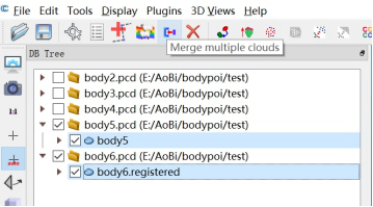 File Edit Tools Display Plugins 3D Views Help
Merge multiple clouds
DB Tree
body2.pcd (E:/AoBi/bodypoi/test)
body3.pcd (E:/AoBi/bodypoi/test)
body4.pcd (E:/AoBi/bodypoi/test)
body5.pcd (E:/AoBi/bodypoi/test)
body5
body6.pcd (E:/AoBi/bodypoi/test)
body6.registered